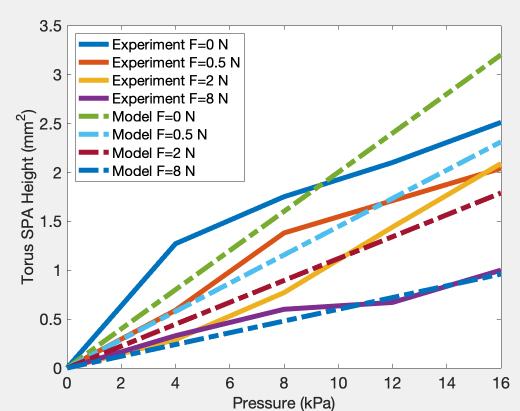 3.5
3
2.5
2
1.5
1
0.5
0
Torus SPA Height (mm²)
Experiment F=0 N
Experiment F=0.5 N
Experiment F=2 N
Experiment F=8 N
Model F=0 N
Model F=0.5 N
Model F=2 N
Model F=8 N
0 2 4 6 8 10 12 14 16
Pressure (kPa)